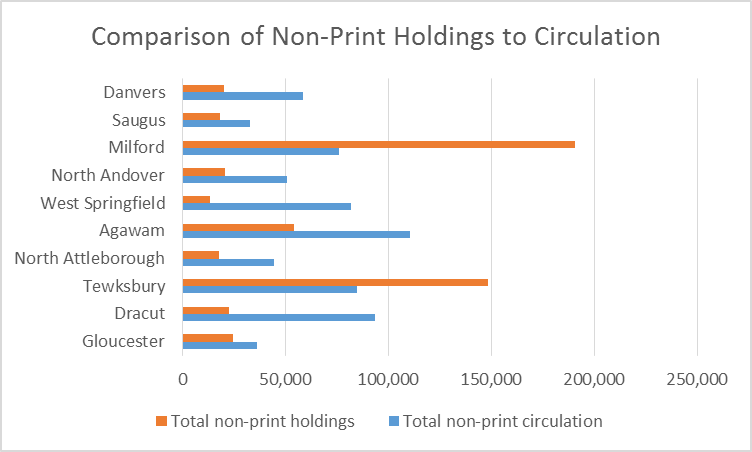 Comparison of Non-Print Holdings to Circulation
Danvers
Saugus
Milford
North Andover
West Springfield
Agawam
North Attleborough
Tewksbury
Dracut
Gloucester
0 50,000 100,000 150,000 200,000 250,000
Total non-print holdings Total non-print circulation